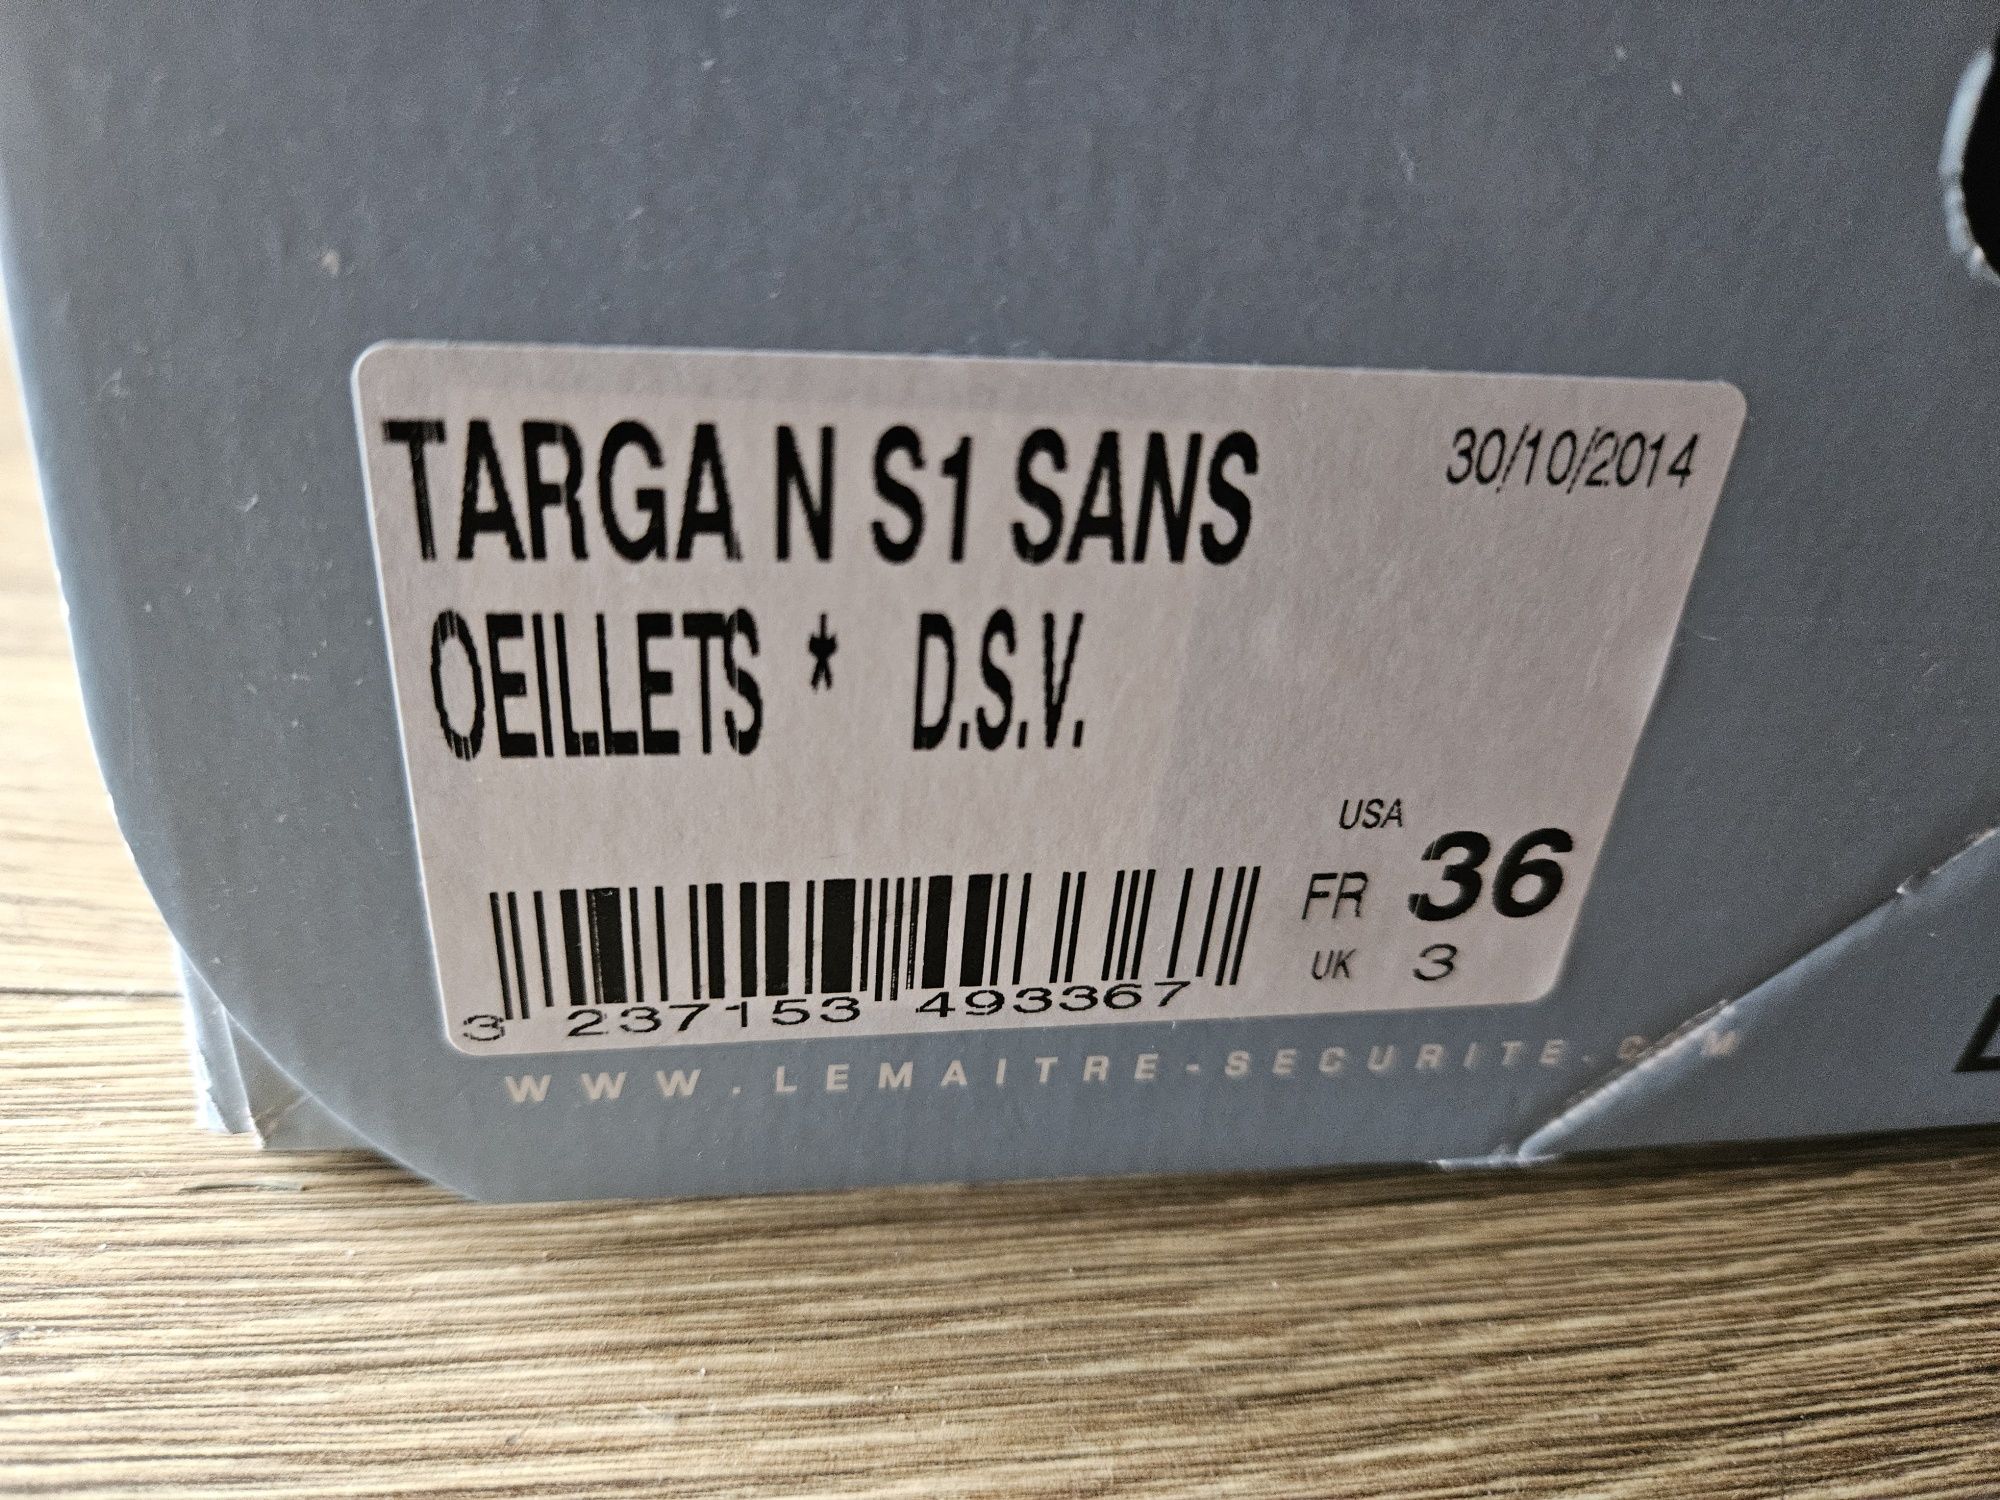 TARGA N S1 SANS
30/10/2014
OEILLETS * D.S.V.
USA
FR 36
UK 3
3 237153 493367
WWW.LEMAITRE-SECURITE.COM